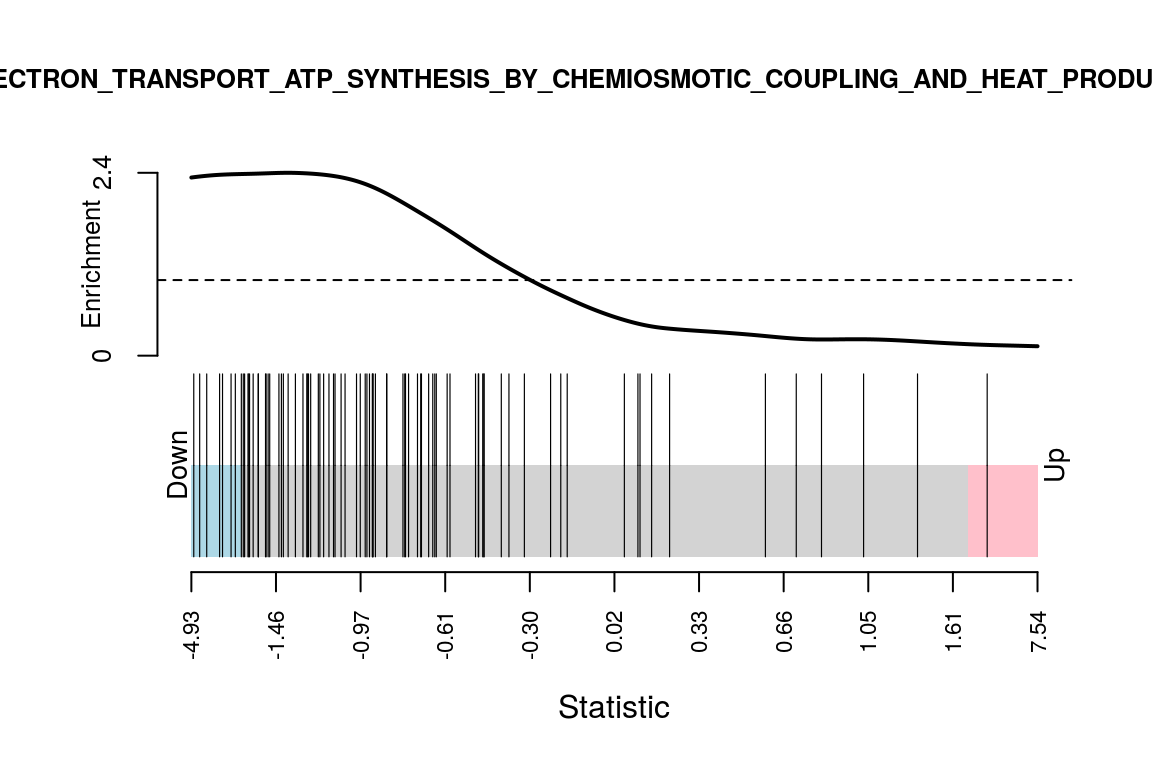 ECTRON_TRANSPORT_ATP_SYNTHESIS_BY_CHEMIOSMOTIC_COUPLING_AND_HEAT_PRODU
2.4
Enrichment
0
Down
Up
-4.93 -1.46 -0.97 -0.61 -0.30 0.02 0.33 0.66 1.05 1.61 7.54
Statistic